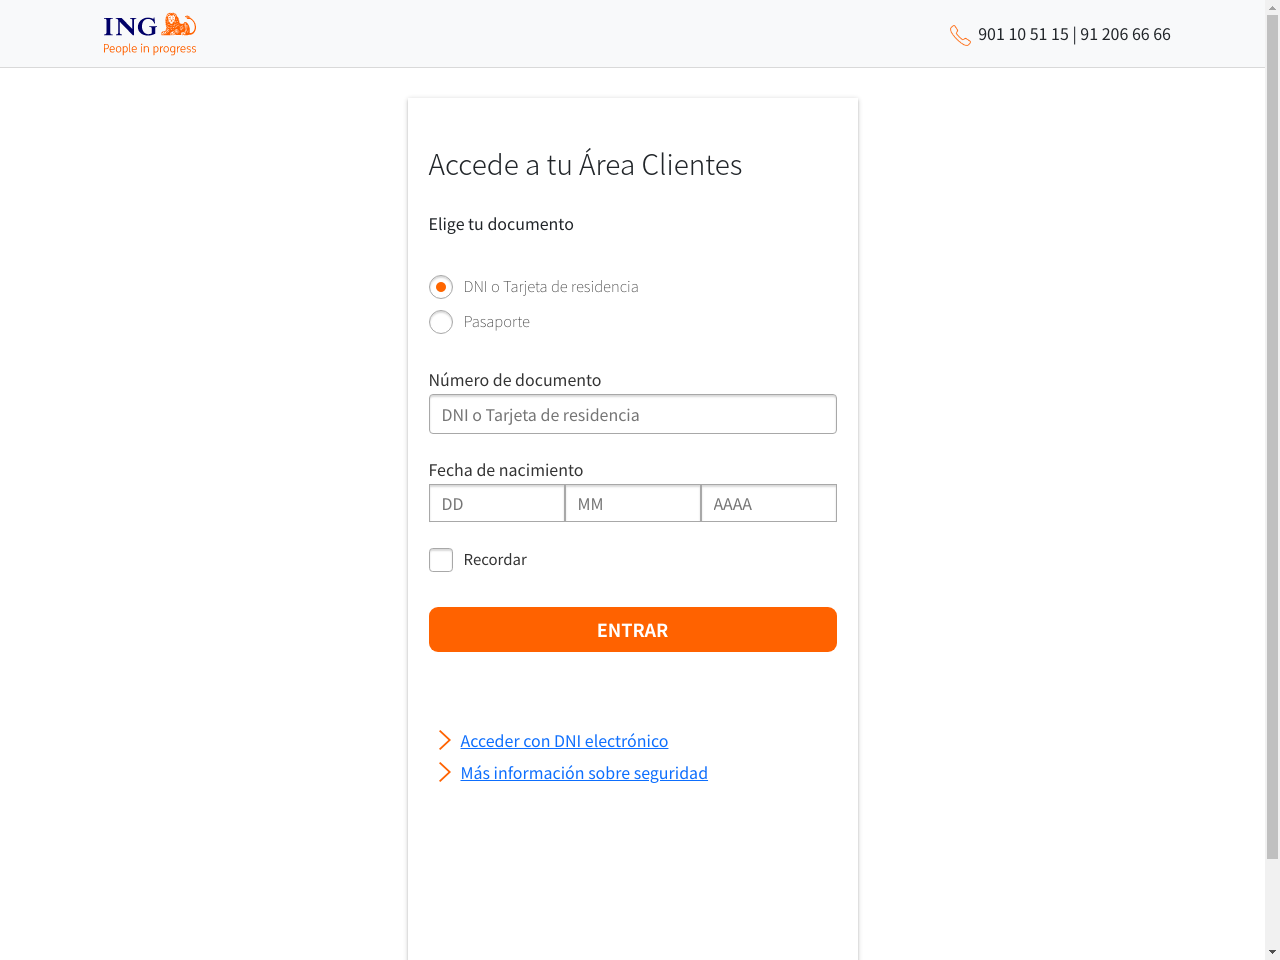 ING
People in progress
901 10 51 15 | 91 206 66 66
Accede a tu Área Clientes
Elige tu documento
DNI o Tarjeta de residencia
Pasaporte
Número de documento
DNI o Tarjeta de residencia
Fecha de nacimiento
DD MM AAAA
Recordar
ENTRAR
Acceder con DNI electrónico
Más información sobre seguridad